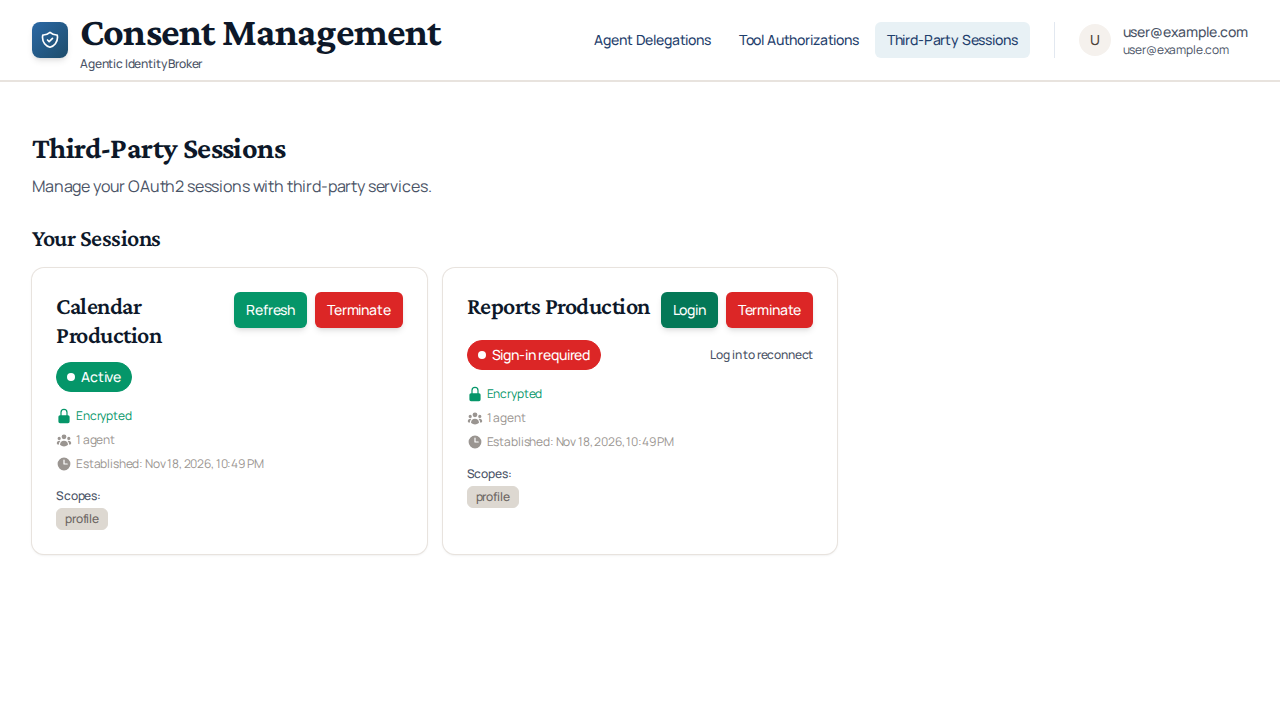 Consent Management
Agentic Identity Broker
Agent Delegations
Tool Authorizations
Third-Party Sessions
U
user@example.com
user@example.com
Third-Party Sessions
Manage your OAuth2 sessions with third-party services.
Your Sessions
Calendar
Production
Refresh
Terminate
Active
Encrypted
1 agent
Established: Nov 18, 2026, 10:49 PM
Scopes:
profile
Reports Production
Login
Terminate
Sign-in required
Log in to reconnect
Encrypted
1 agent
Established: Nov 18, 2026, 10:49 PM
Scopes:
profile